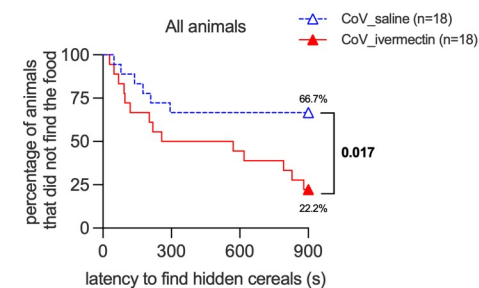 All animals
CoV_saline (n=18)
CoV_ivermectin (n=18)
percentage of animals
that did not find the food
100
75
50
25
0
66.7%
0.017
22.2%
0 300 600 900
latency to find hidden cereals (s)